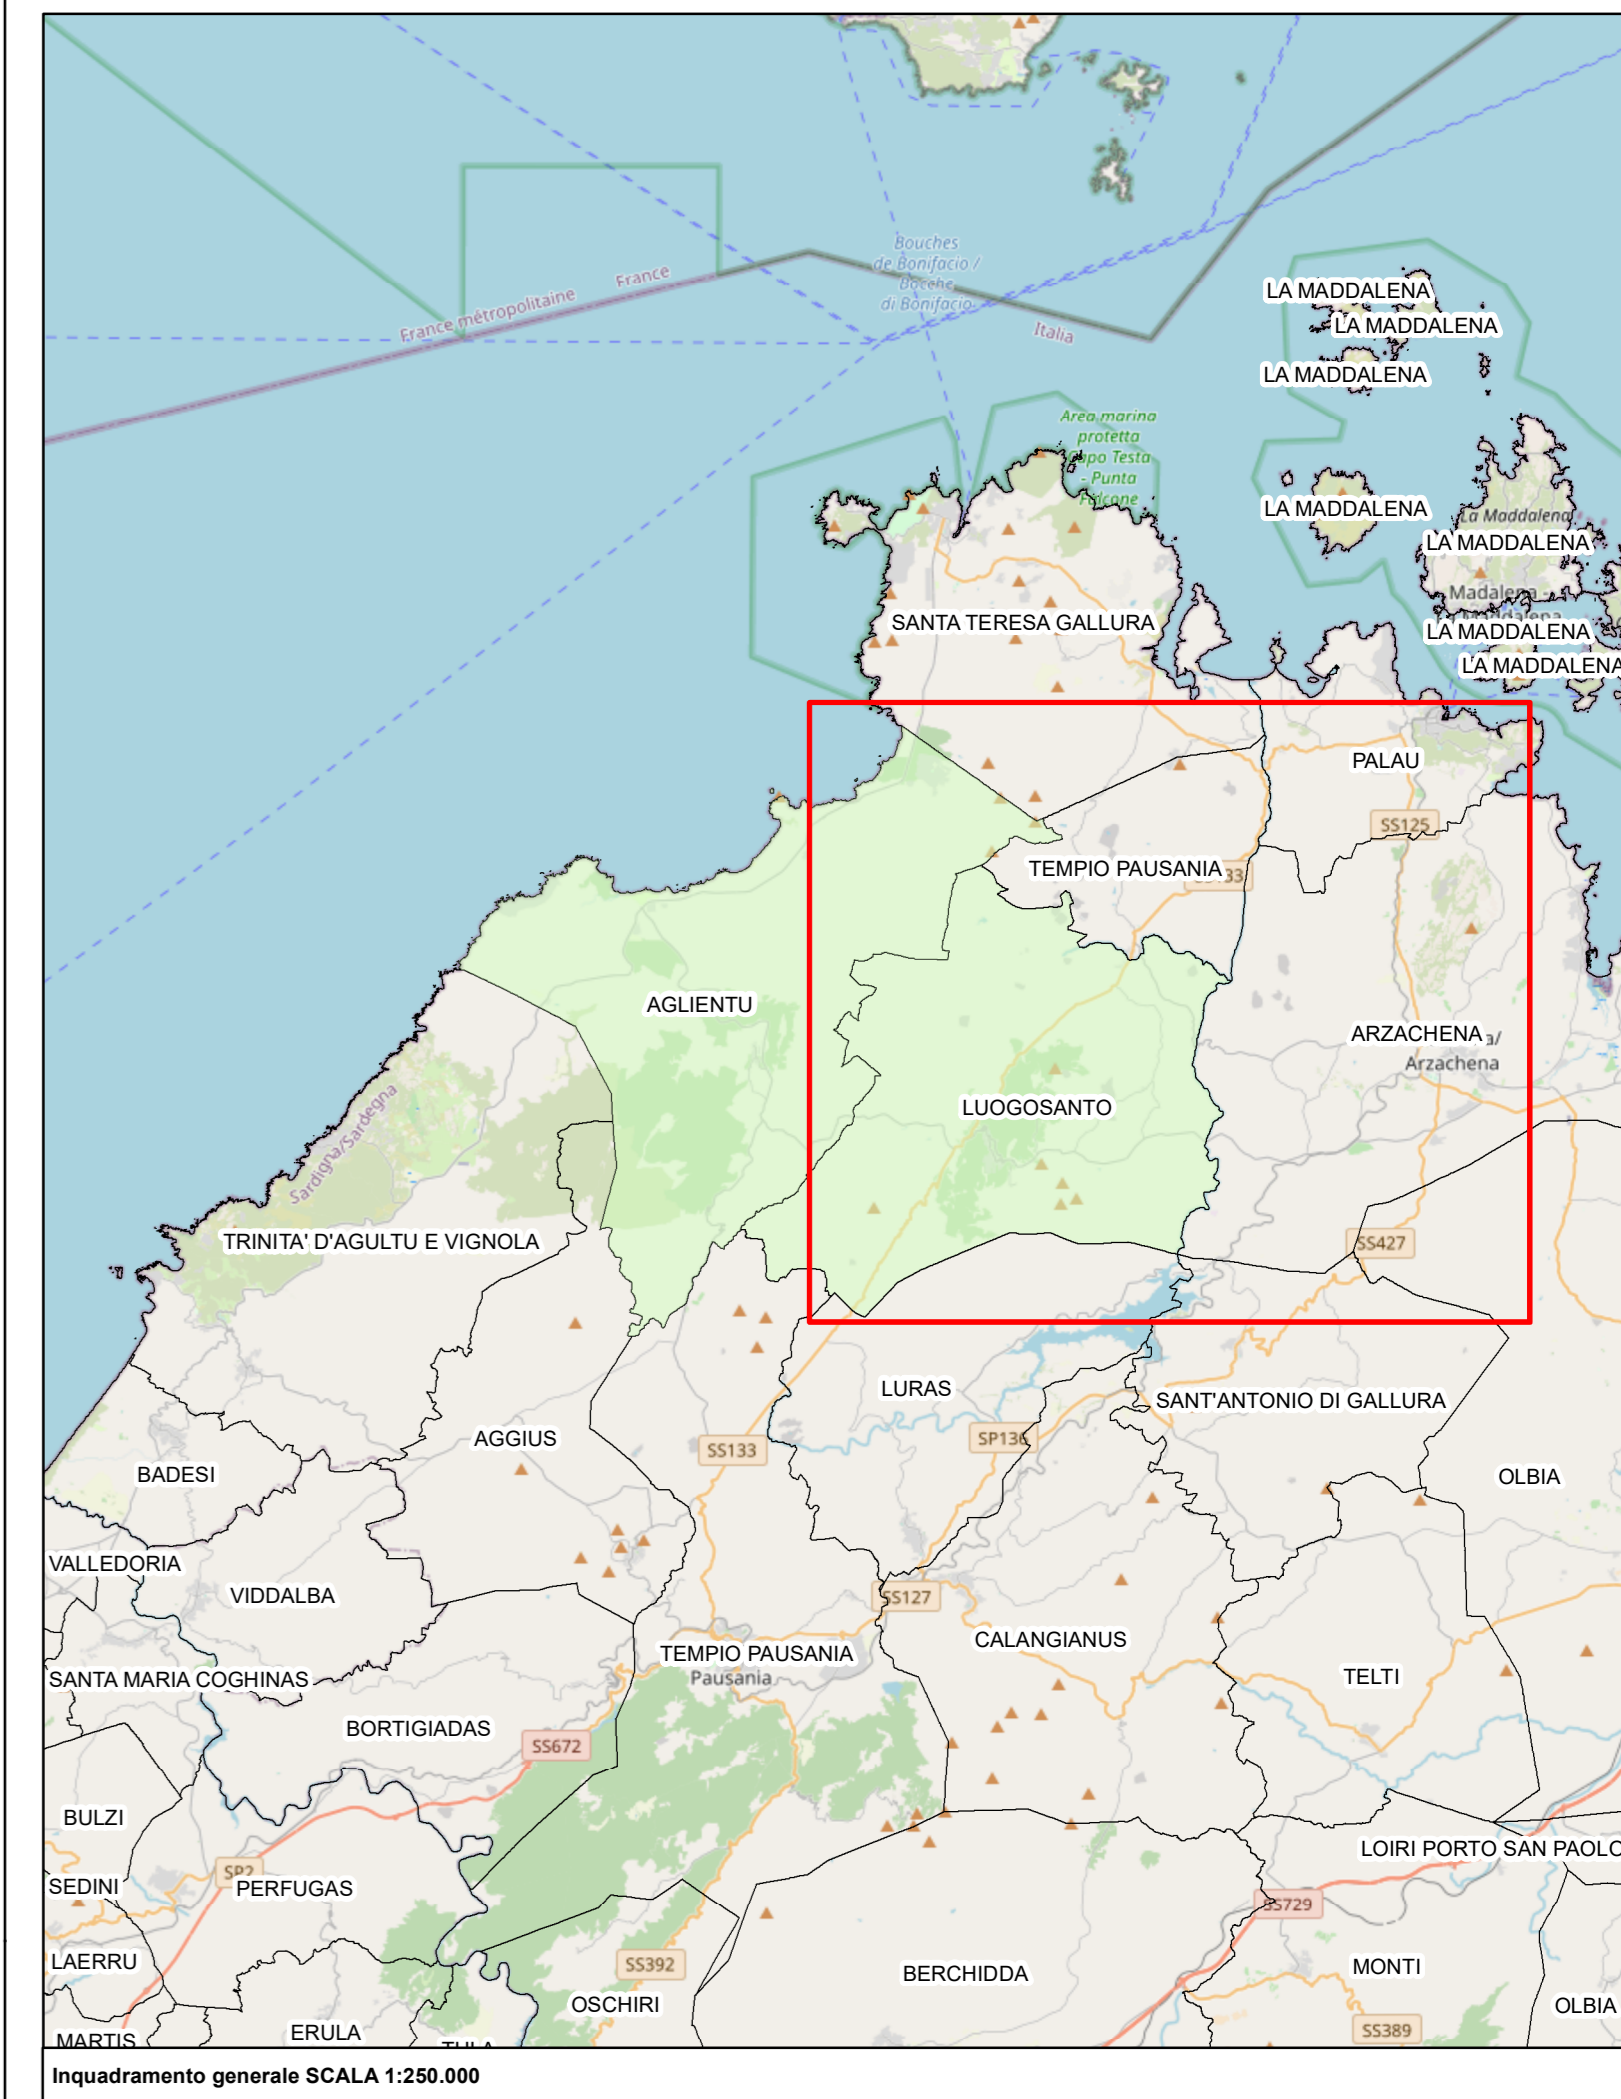 Bouches
de Bonifacio /
Bocche
di Bonifacio
France
France métropolitaine
Italia
LA MADDALENA
LA MADDALENA
LA MADDALENA
Area marina
protetta
Capo Testa
- Punta
Falcone
LA MADDALENA
La Maddalena
LA MADDALENA
Madalena -
SANTA TERESA GALLURA
LA MADDALENA
LA MADDALENA
PALAU
SS125
TEMPIO PAUSANIA
AGLIENTU
ARZACHENA
a/
Arzachena
LUOGOSANTO
Sardigna/Sardegna
TRINITA' D'AGULTU E VIGNOLA
SS427
LURAS
SANT'ANTONIO DI GALLURA
AGGIUS
SS133
SP136
BADESI
OLBIA
VALLEDORIA
VIDDALBA
SS127
CALANGIANUS
TEMPIO PAUSANIA
Pausania
SANTA MARIA COGHINAS
TELTI
BORTIGIADAS
SS672
BULZI
LOIRI PORTO SAN PAOLO
SP2
SEDINI
PERFUGAS
SS729
LAERRU
SS392
BERCHIDDA
MONTI
OSCHIRI
OLBIA
ERULA
SS389
MARTIS
TULA
Inquadramento generale SCALA 1:250.000